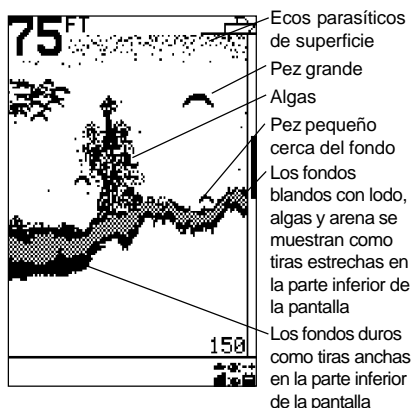 75 FT
Ecos parasíticos
de superficie
Pez grande
Algas
Pez pequeño
cerca del fondo
Los fondos
blandos con lodo,
algas y arena se
muestran como
tiras estrechas en
la parte inferior de
la pantalla
Los fondos duros
como tiras anchas
en la parte inferior
de la pantalla
150